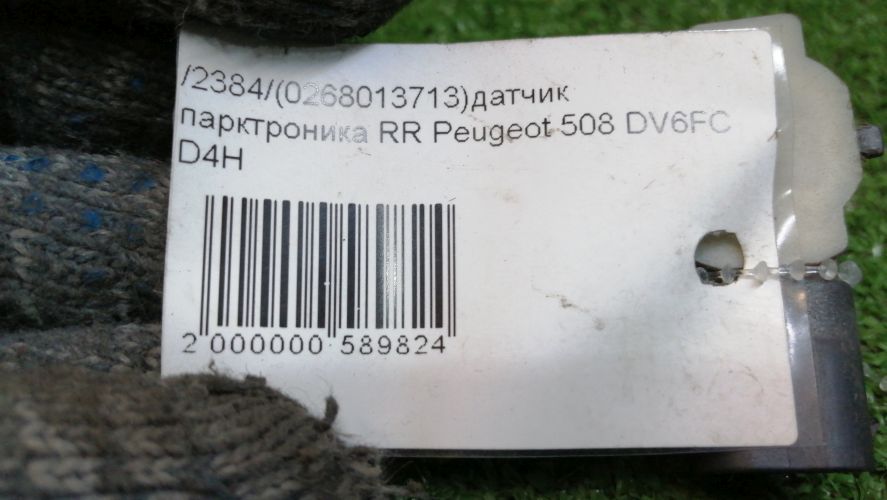 /2384/(0268013713)датчик
парктроника RR Peugeot 508 DV6FC
D4H
2 000000 589824